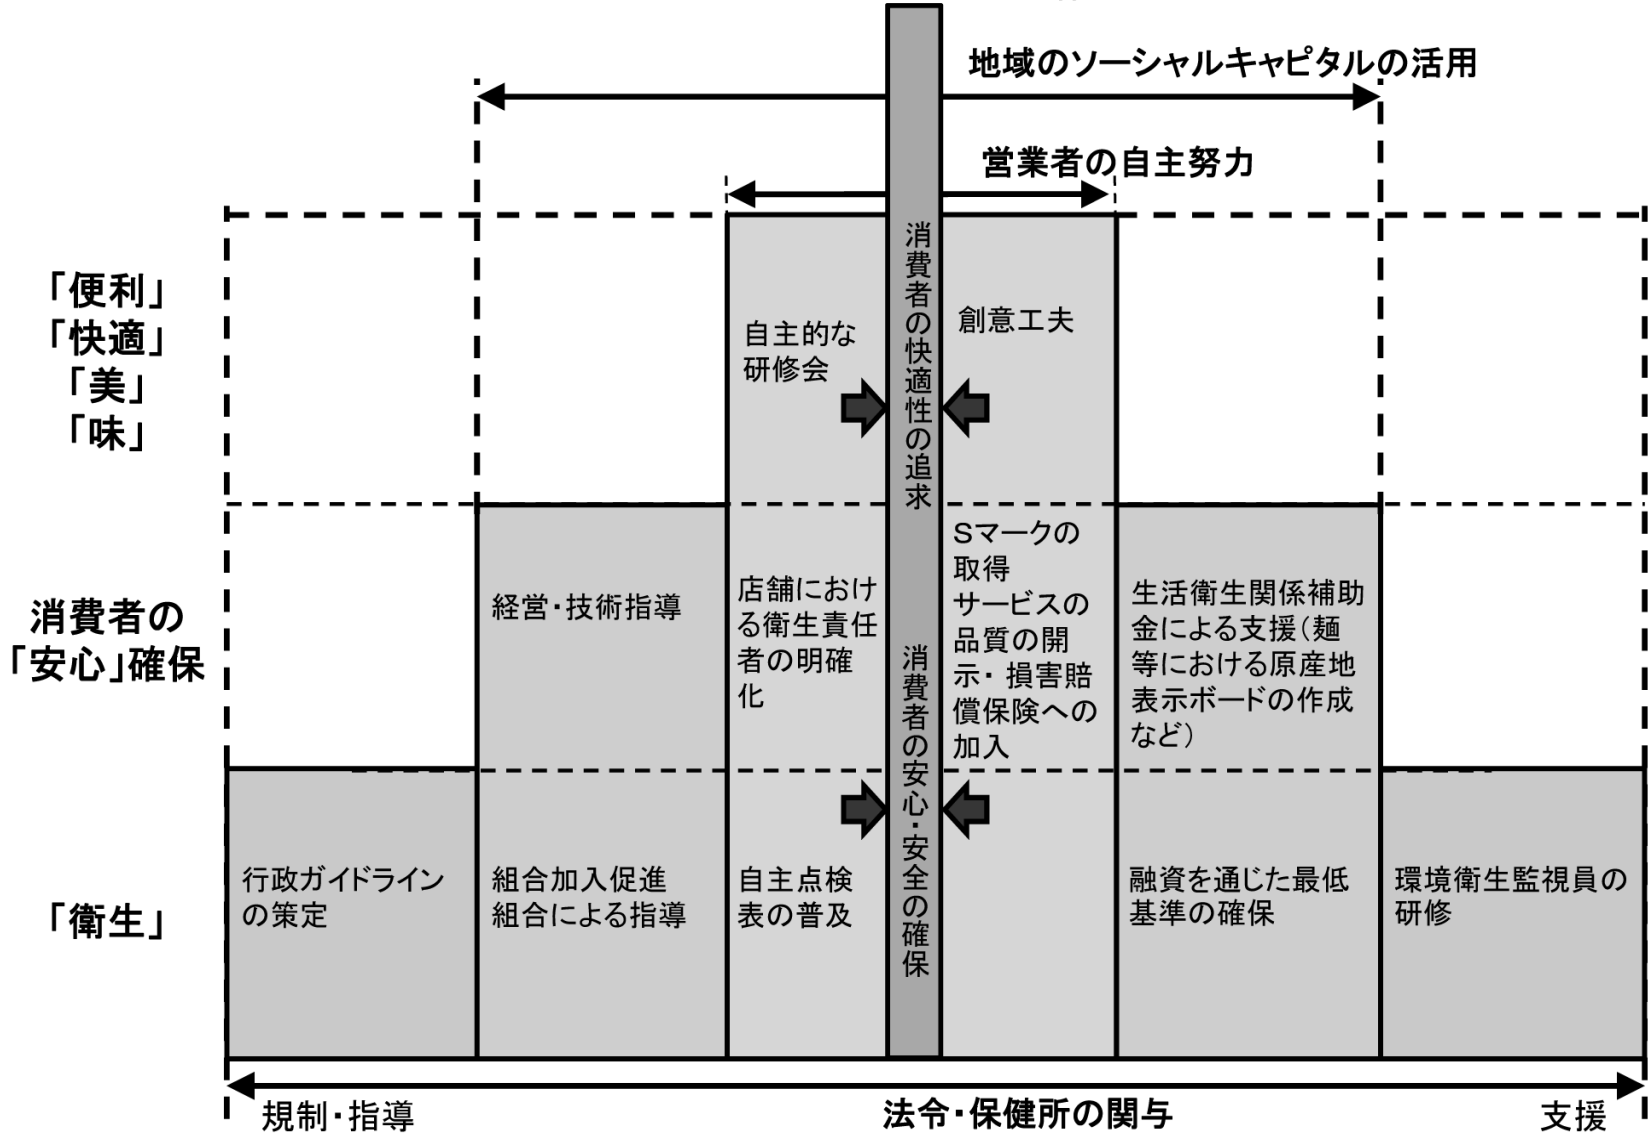 地域のソーシャルキャピタルの活用
営業者の自主努力
「便利」
「快適」
「美」
「味」
自主的な
研修会
消費者の快適性の追求
創意工夫
消費者の
「安心」確保
経営・技術指導
店舗におけ
る衛生責任
者の明確
化
消費者の安心・安全の確保
Sマークの
取得
サービスの
品質の開
示・損害賠
償保険への
加入
生活衛生関係補助
金による支援(麺
等における原産地
表示ボードの作成
など)
「衛生」
行政ガイドライン
の策定
組合加入促進
組合による指導
自主点検
表の普及
融資を通じた最低
基準の確保
環境衛生監視員の
研修
規制・指導
法令・保健所の関与
支援